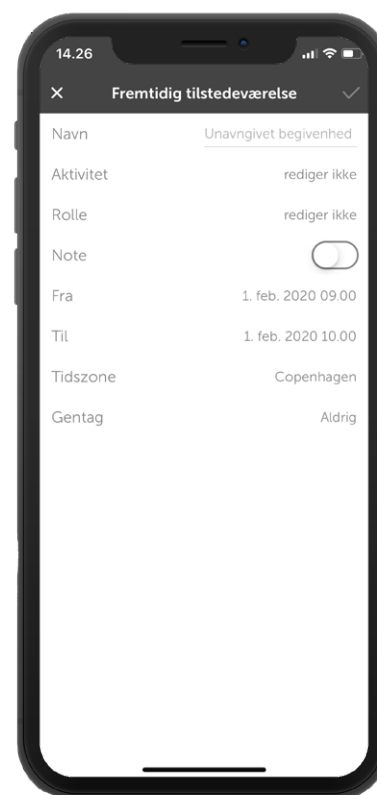 14.26
Fremtidig tilstedeværelse
Navn Unavngivet begivenhed
Aktivitet rediger ikke
Rolle rediger ikke
Note
Fra 1. feb. 2020 09.00
Til 1. feb. 2020 10.00
Tidszone Copenhagen
Gentag Aldrig